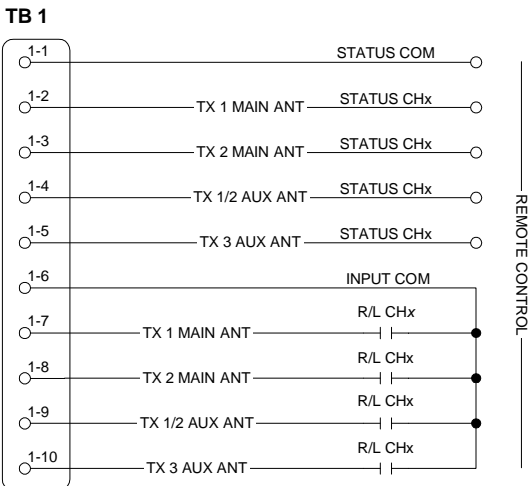 TB 1
1-1 STATUS COM
1-2 TX 1 MAIN ANT STATUS CHx
1-3 TX 2 MAIN ANT STATUS CHx
1-4 TX 1/2 AUX ANT STATUS CHx
1-5 TX 3 AUX ANT STATUS CHx
1-6 INPUT COM
1-7 TX 1 MAIN ANT R/L CHx
1-8 TX 2 MAIN ANT R/L CHx
1-9 TX 1/2 AUX ANT R/L CHx
1-10 TX 3 AUX ANT R/L CHx
REMOTE CONTROL